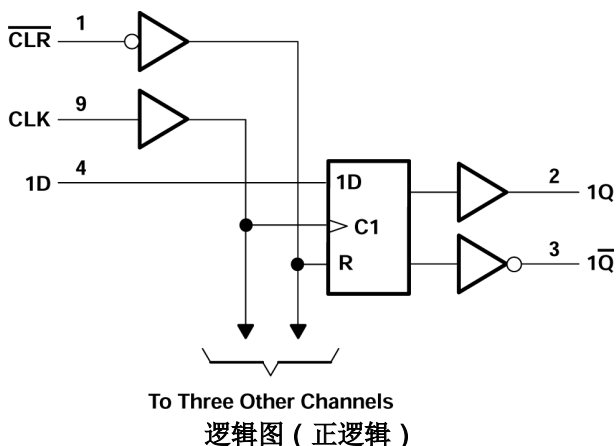 C̅L̅R̅ 1
CLK 9
1D 4
1D
C1
R
2 1Q
3 1Q̅
To Three Other Channels
逻辑图（正逻辑）